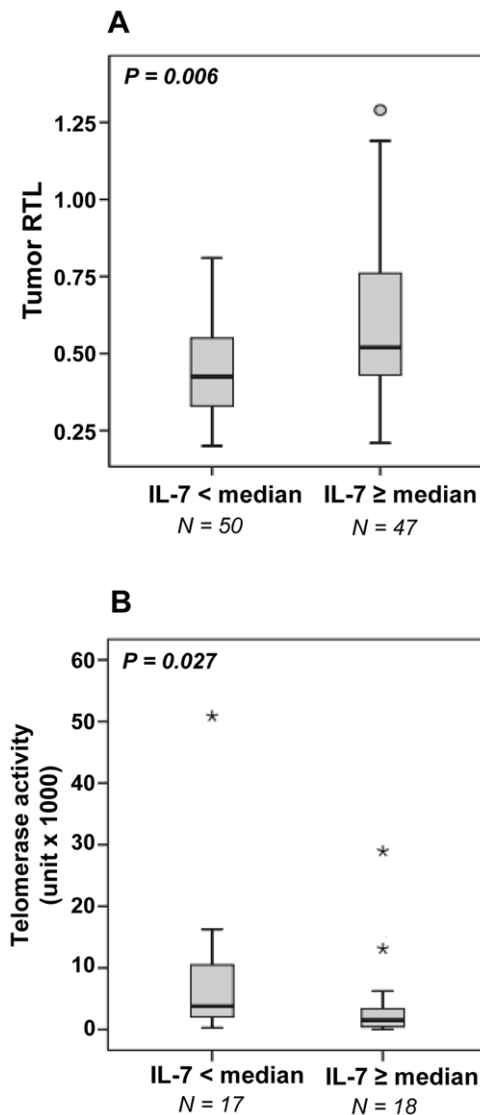 A
P = 0.006
Tumor RTL
1.25
1.00
0.75
0.50
0.25
IL-7 < median IL-7 ≥ median
N = 50 N = 47
B
P = 0.027
Telomerase activity
(unit x 1000)
60
50
40
30
20
10
0
IL-7 < median IL-7 ≥ median
N = 17 N = 18